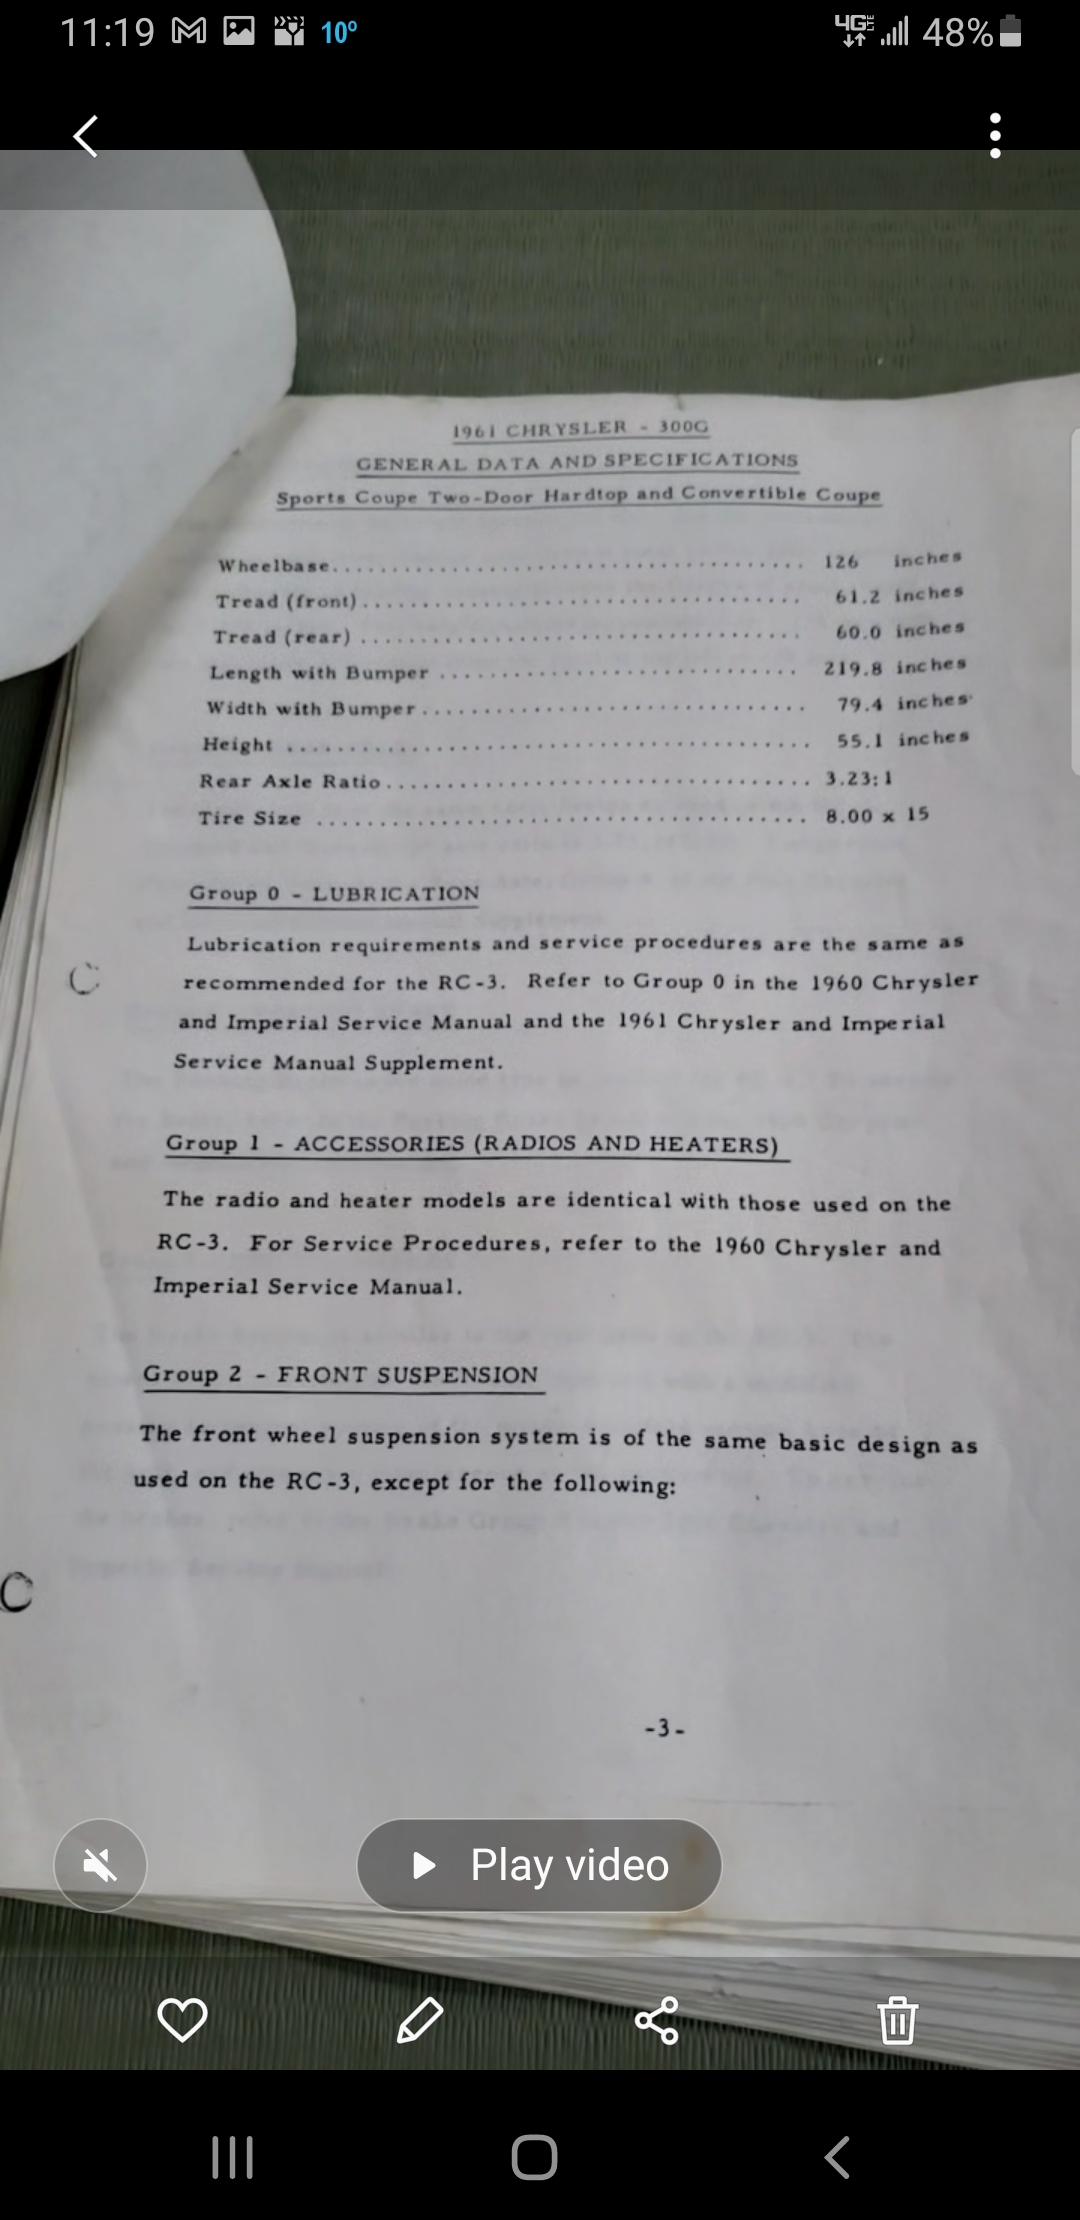 11:19 10° 4G LTE 48%
1961 CHRYSLER - 300G
GENERAL DATA AND SPECIFICATIONS
Sports Coupe Two-Door Hardtop and Convertible Coupe
Wheelbase........................................ 126 inches
Tread (front)...................................... 61.2 inches
Tread (rear) ...................................... 60.0 inches
Length with Bumper .............................. 219.8 inches
Width with Bumper................................. 79.4 inches
Height ............................................ 55.1 inches
Rear Axle Ratio................................... 3.23:1
Tire Size ......................................... 8.00 x 15
Group 0 - LUBRICATION
Lubrication requirements and service procedures are the same as
recommended for the RC-3. Refer to Group 0 in the 1960 Chrysler
and Imperial Service Manual and the 1961 Chrysler and Imperial
Service Manual Supplement.
Group 1 - ACCESSORIES (RADIOS AND HEATERS)
The radio and heater models are identical with those used on the
RC-3. For Service Procedures, refer to the 1960 Chrysler and
Imperial Service Manual.
Group 2 - FRONT SUSPENSION
The front wheel suspension system is of the same basic design as
used on the RC-3, except for the following:
-3-
Play video